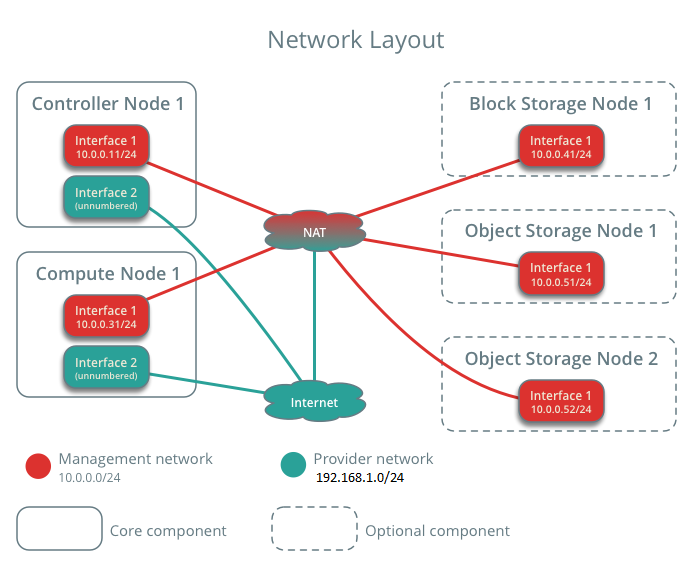 Network Layout
Controller Node 1
Interface 1
10.0.0.11/24
Interface 2
(unnumbered)
Compute Node 1
Interface 1
10.0.0.31/24
Interface 2
(unnumbered)
NAT
Internet
Block Storage Node 1
Interface 1
10.0.0.41/24
Object Storage Node 1
Interface 1
10.0.0.51/24
Object Storage Node 2
Interface 1
10.0.0.52/24
Management network
10.0.0.0/24
Provider network
192.168.1.0/24
Core component
Optional component